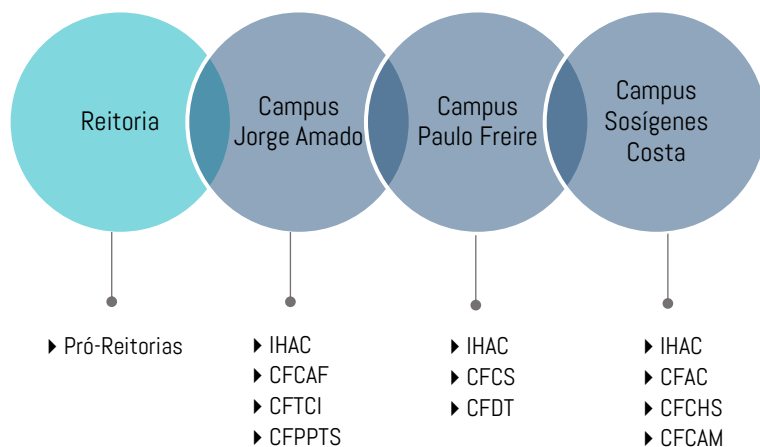 Reitoria
Campus
Jorge Amado
Campus
Paulo Freire
Campus
Sosígenes
Costa
Pró-Reitorias
IHAC
CFCAF
CFTCI
CFPPTS
IHAC
CFCS
CFDT
IHAC
CFAC
CFCHS
CFCAM